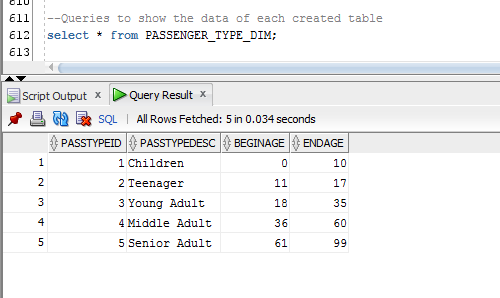 610
611 --Queries to show the data of each created table
612 select * from PASSENGER_TYPE_DIM;
613
Script Output x Query Result x
SQL | All Rows Fetched: 5 in 0.034 seconds
PASSTYPEID PASSTYPEDESC BEGINAGE ENDAGE
1 1 Children 0 10
2 2 Teenager 11 17
3 3 Young Adult 18 35
4 4 Middle Adult 36 60
5 5 Senior Adult 61 99